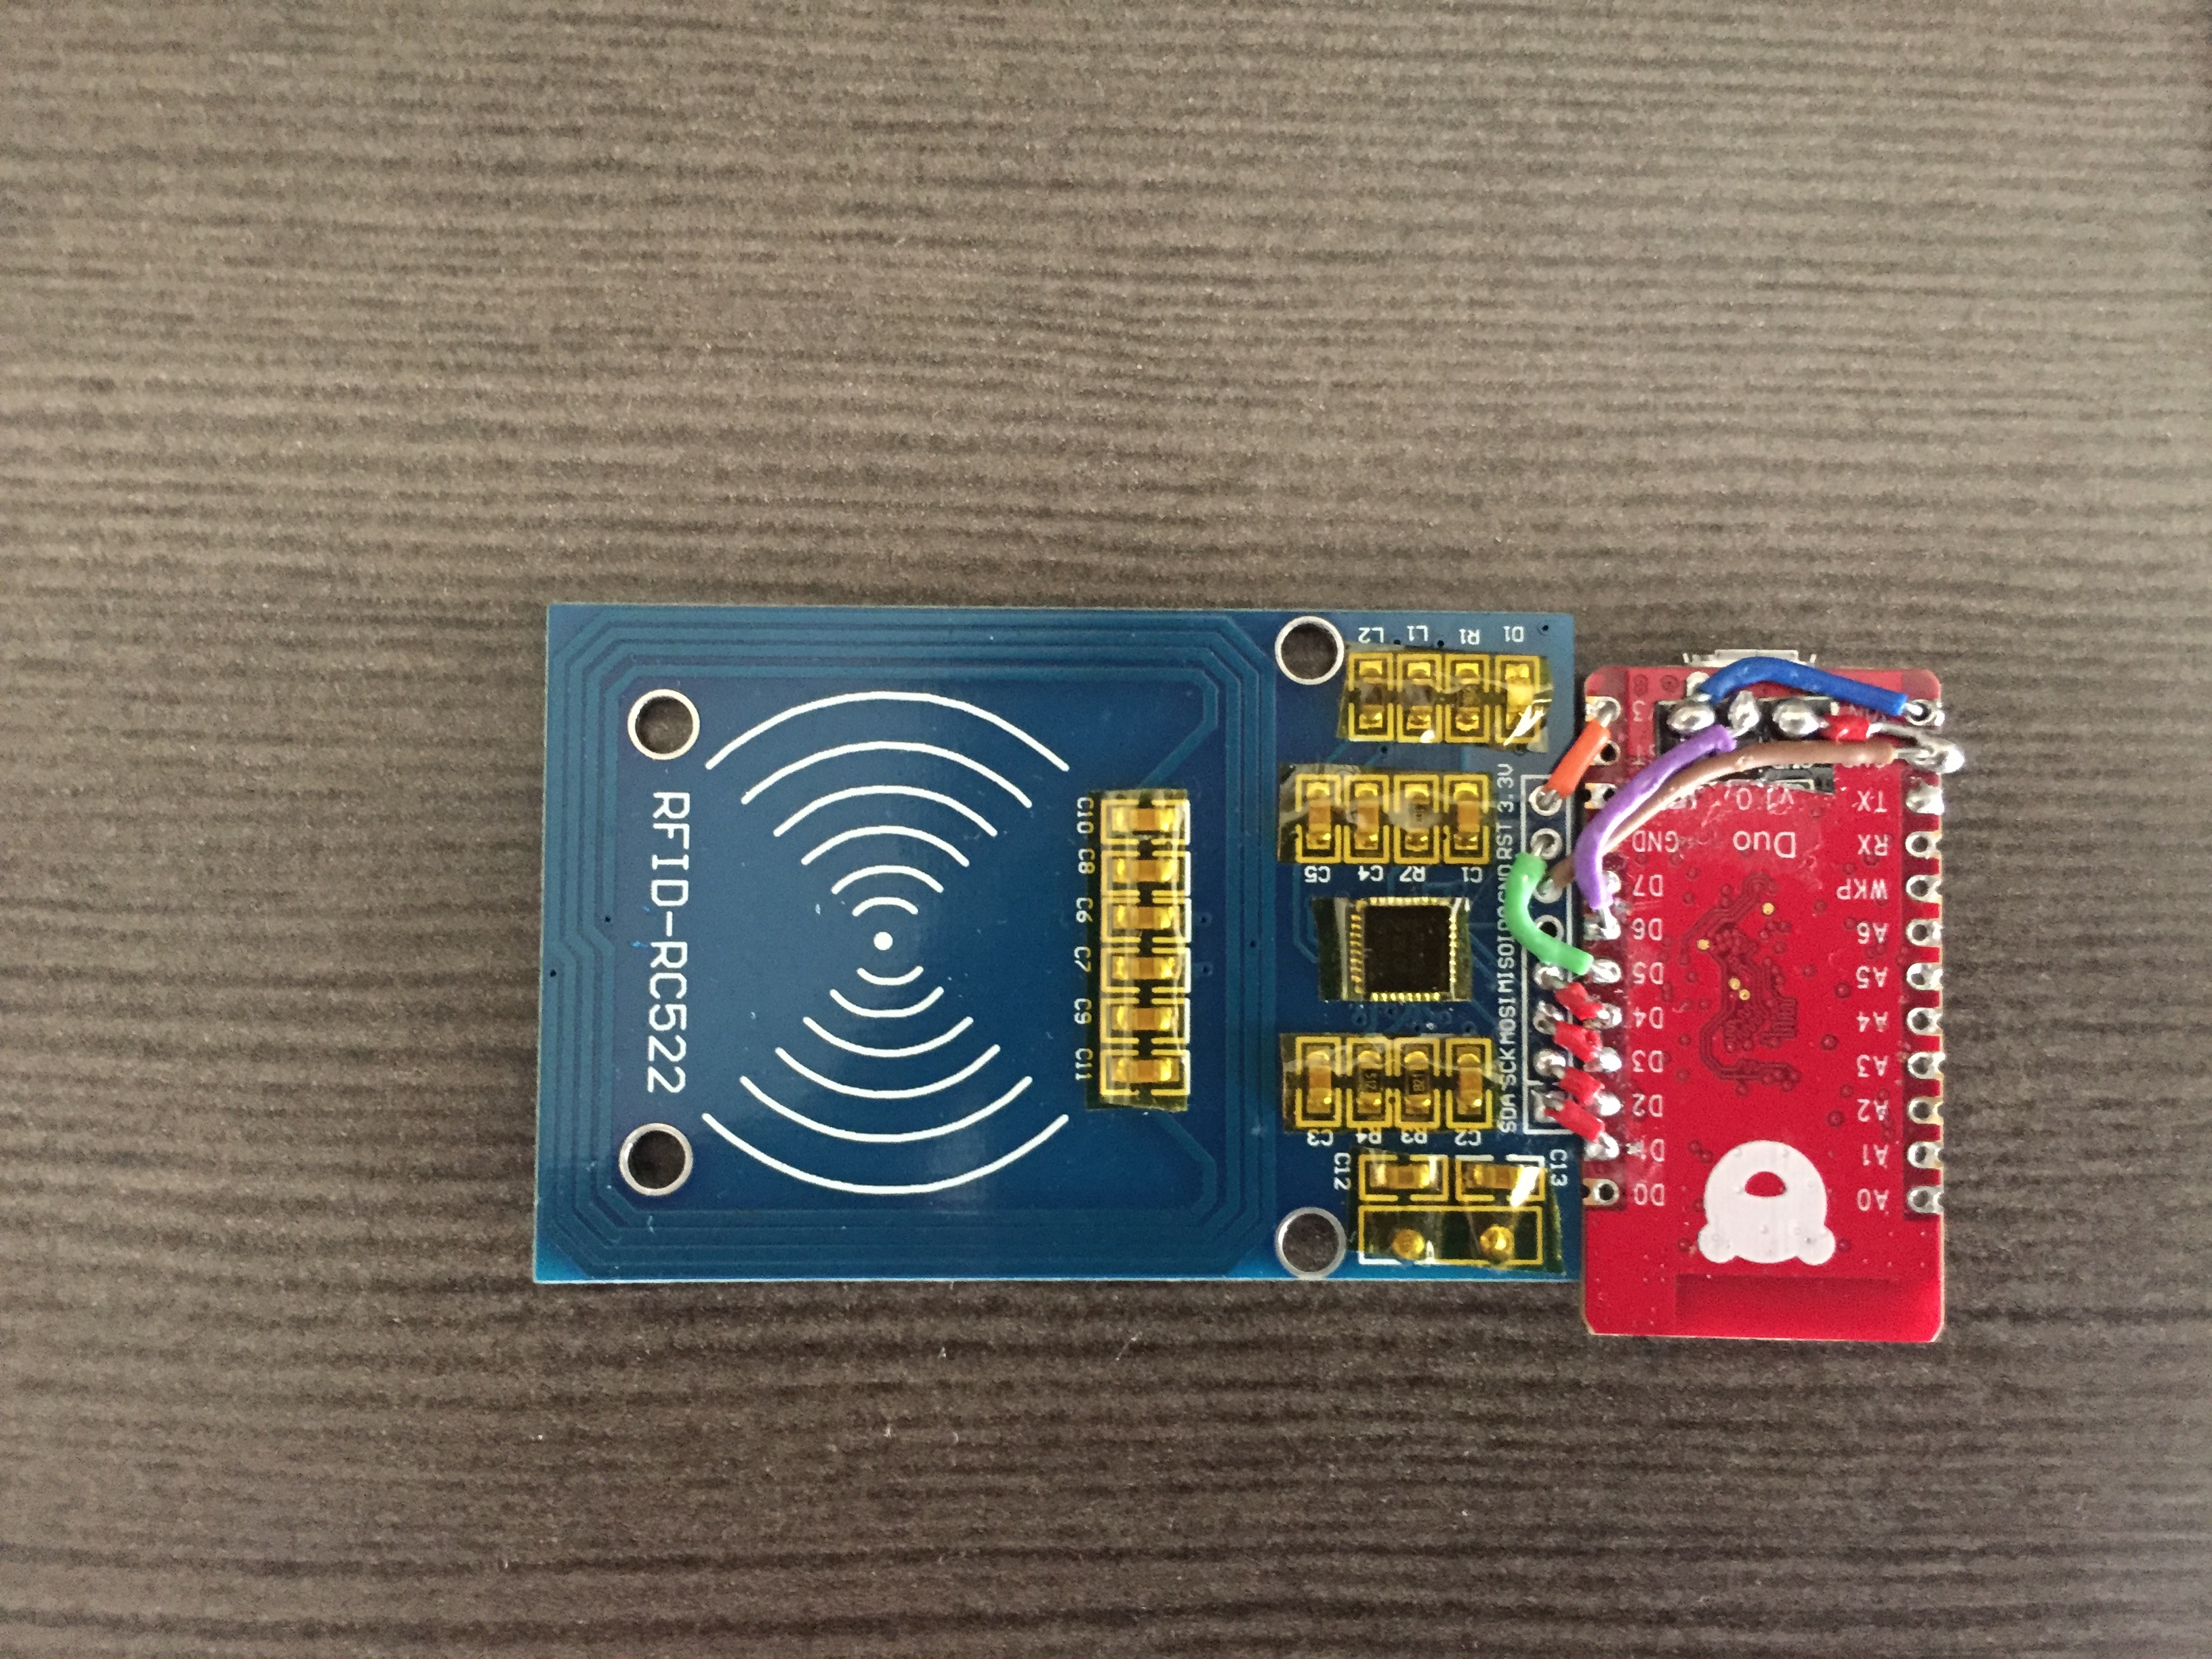 RFID-RC522
C11 C9 C7 C6 C8 C10
C3
C12
R4
R3
C2
C13
C5
C4
C1
L2
L1
R1
D1
SDA SCK MOSI MISO GND RST 3.3V
D0 D1 D2 D3 D4 D5 D6 D7 GND
Duo
A0 A1 A2 A3 A4 A5 A6 WKP RX TX